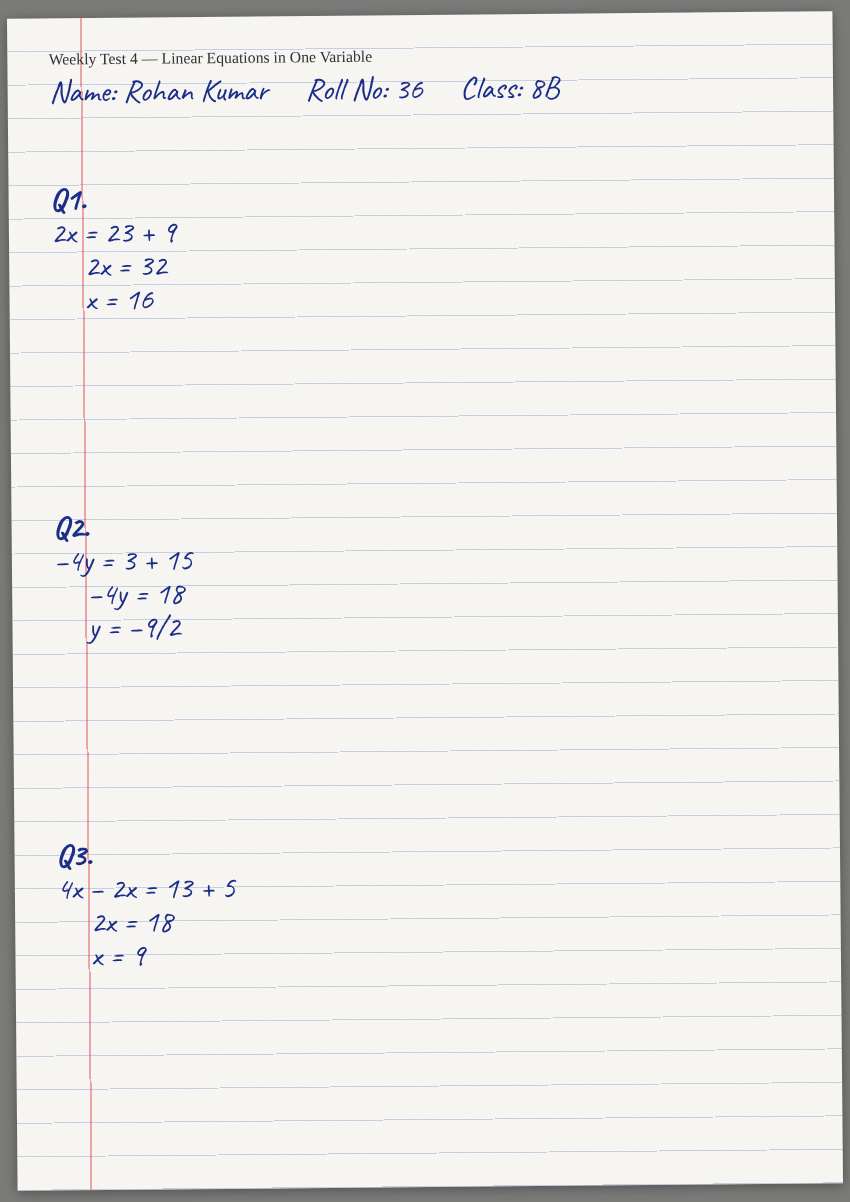 Weekly Test 4 — Linear Equations in One Variable
Name: Rohan Kumar Roll No: 36 Class: 8B
Q1.
2x = 23 + 9
2x = 32
x = 16
Q2.
−4y = 3 + 15
−4y = 18
y = −9/2
Q3.
4x − 2x = 13 + 5
2x = 18
x = 9